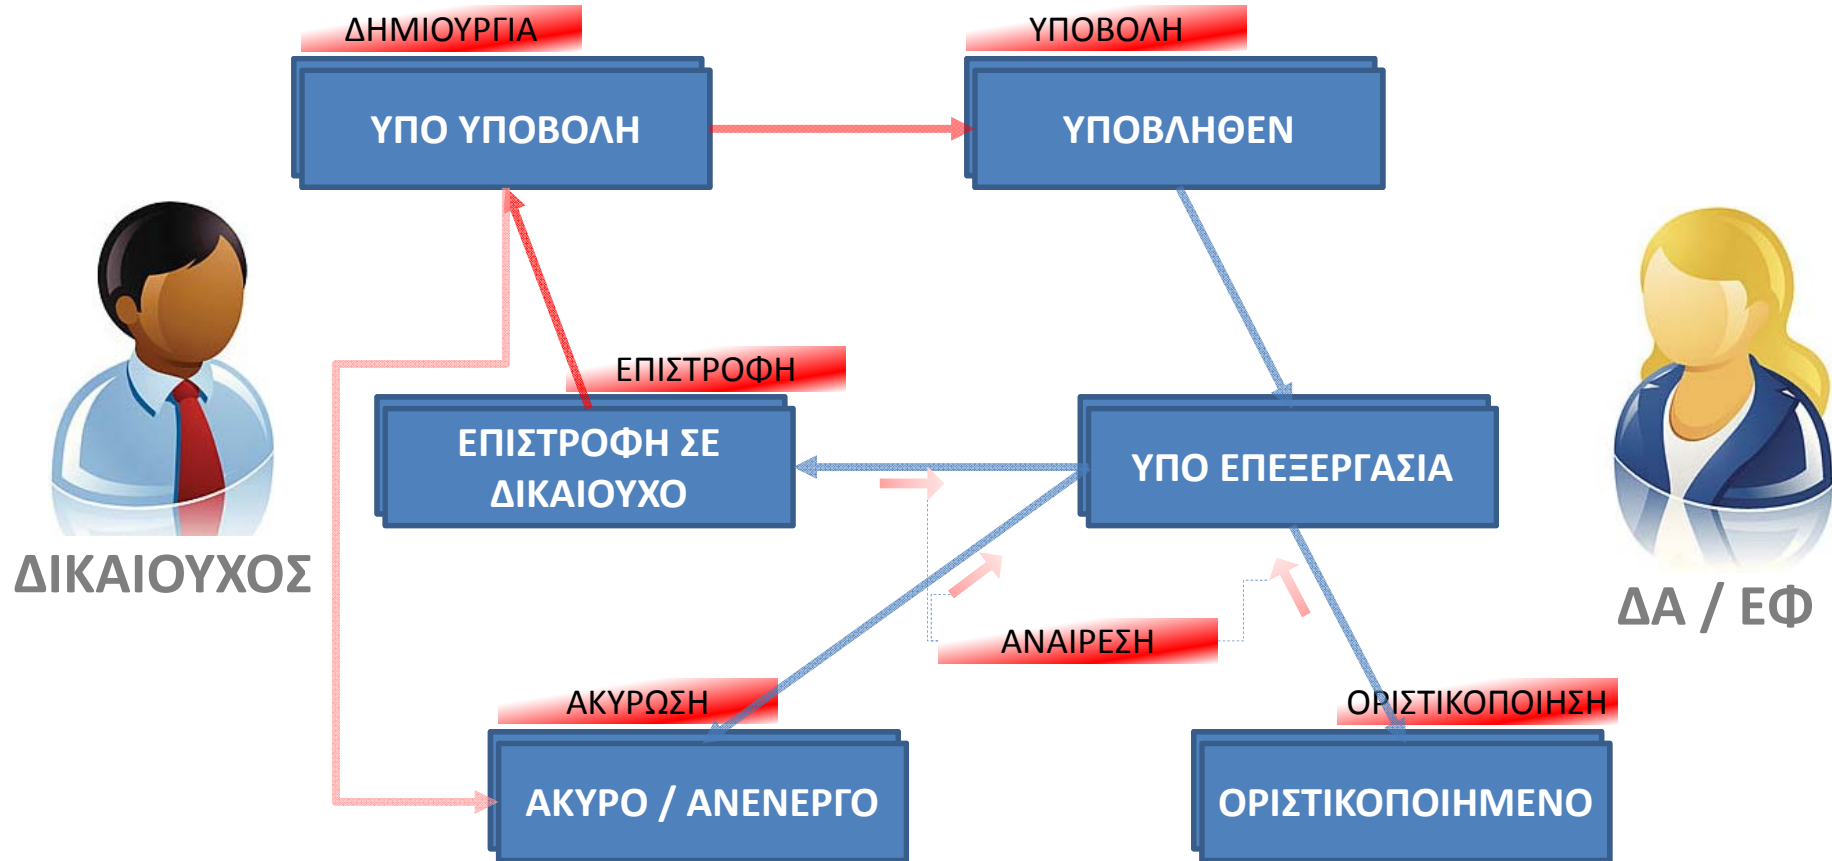 ΔΗΜΙΟΥΡΓΙΑ
ΥΠΟΒΟΛΗ
ΥΠΟ ΥΠΟΒΟΛΗ
ΥΠΟΒΛΗΘΕΝ
ΕΠΙΣΤΡΟΦΗ
ΕΠΙΣΤΡΟΦΗ ΣΕ
ΔΙΚΑΙΟΥΧΟ
ΥΠΟ ΕΠΕΞΕΡΓΑΣΙΑ
ΔΙΚΑΙΟΥΧΟΣ
ΔΑ / ΕΦ
ΑΝΑΙΡΕΣΗ
ΑΚΥΡΩΣΗ
ΟΡΙΣΤΙΚΟΠΟΙΗΣΗ
ΑΚΥΡΟ / ΑΝΕΝΕΡΓΟ
ΟΡΙΣΤΙΚΟΠΟΙΗΜΕΝΟ